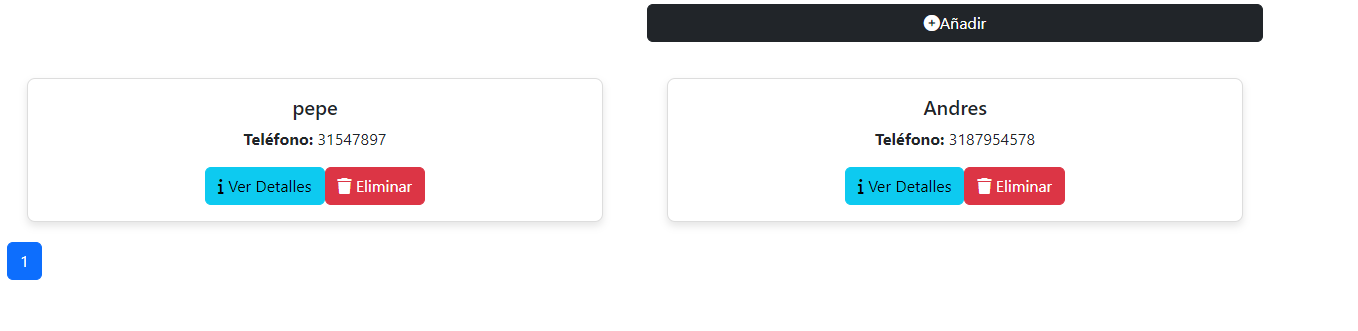 Añadir
pepe
Teléfono: 31547897
Ver Detalles Eliminar
Andres
Teléfono: 3187954578
Ver Detalles Eliminar
1